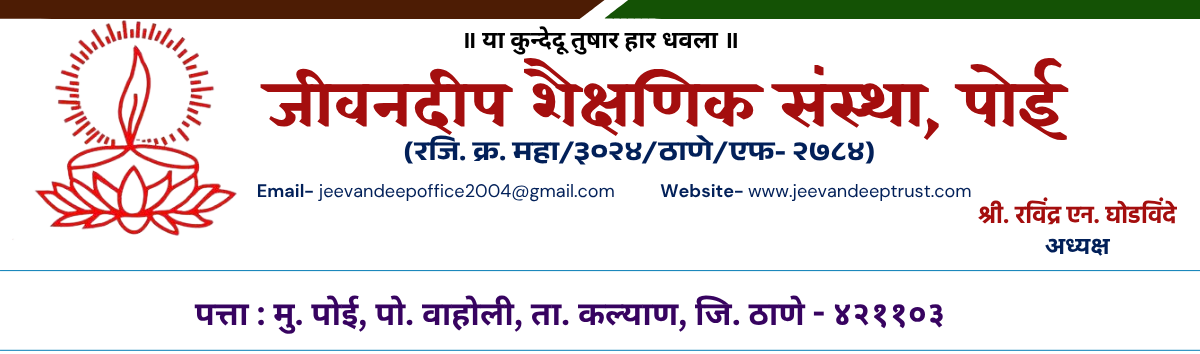 ॥ या कुन्देदू तुषार हार धवला ॥
जीवनदीप शैक्षणिक संस्था, पोई
(रजि. क्र. महा/३०२४/ठाणे/एफ- २७८४)
Email- jeevandeepoffice2004@gmail.com Website- www.jeevandeeptrust.com
श्री. रविंद्र एन. घोडविंदे
अध्यक्ष
पत्ता : मु. पोई, पो. वाहोली, ता. कल्याण, जि. ठाणे - ४२११०३